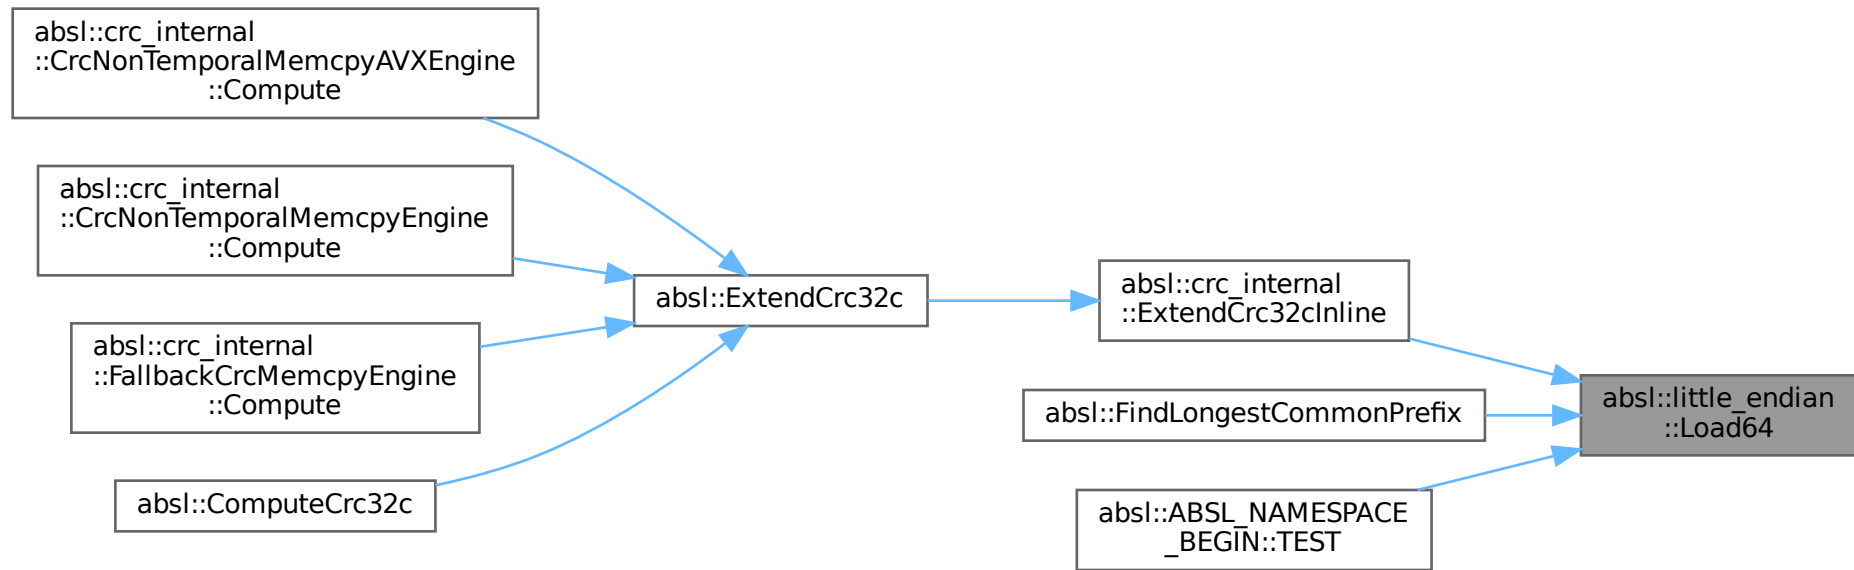 absl::crc_internal
::CrcNonTemporalMemcpyAVXEngine
::Compute
absl::crc_internal
::CrcNonTemporalMemcpyEngine
::Compute
absl::crc_internal
::FallbackCrcMemcpyEngine
::Compute
absl::ComputeCrc32c
absl::ExtendCrc32c
absl::crc_internal
::ExtendCrc32cInline
absl::FindLongestCommonPrefix
absl::ABSL_NAMESPACE
_BEGIN::TEST
absl::little_endian
::Load64